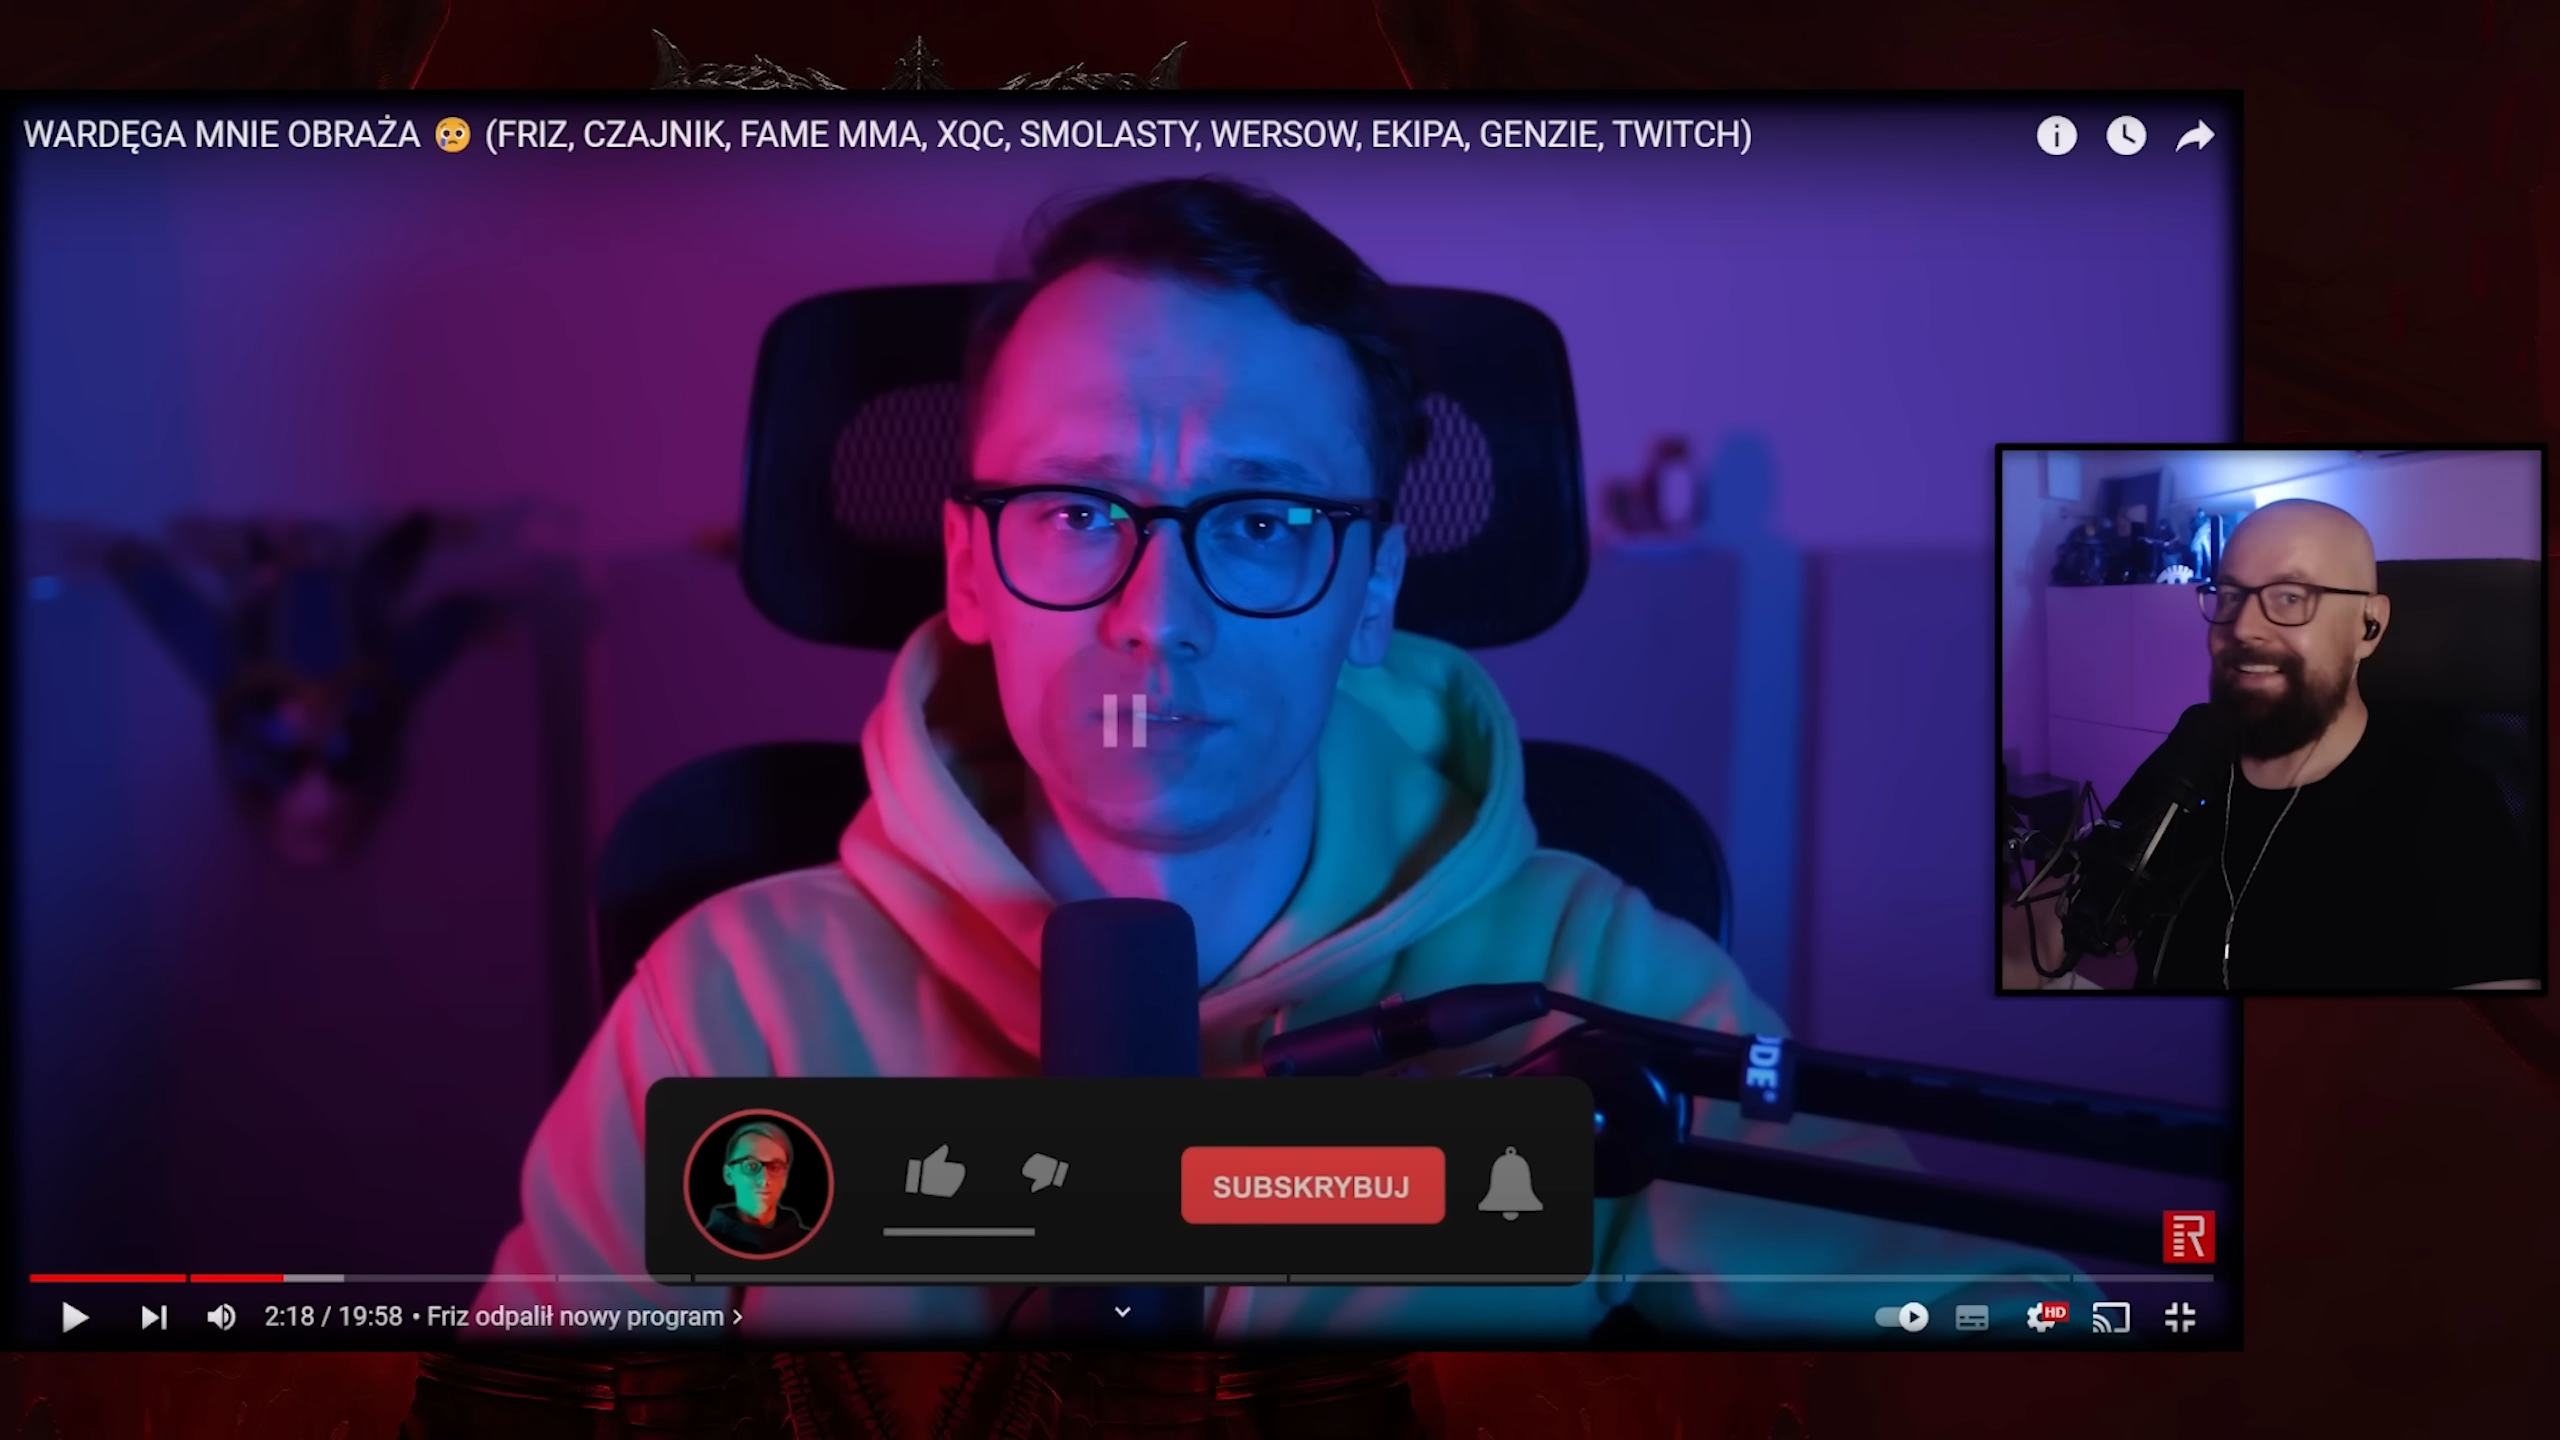 WARDĘGA MNIE OBRAŻA 😢 (FRIZ, CZAJNIK, FAME MMA, XQC, SMOLASTY, WERSOW, EKIPA, GENZIE, TWITCH)
DE
SUBSKRYBUJ
R
2:18 / 19:58 • Friz odpalił nowy program >
HD